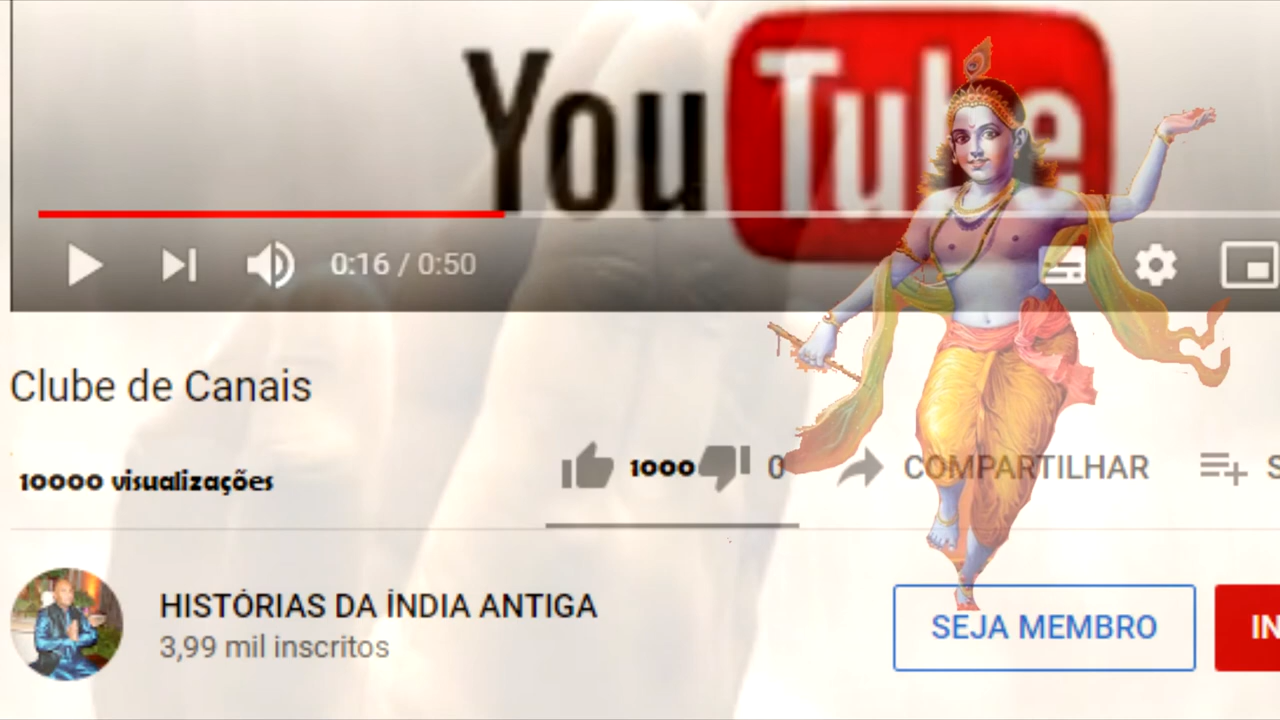 YouTube
0:16 / 0:50
Clube de Canais
10000 visualizações
1000
0
COMPARTILHAR
S
HISTÓRIAS DA ÍNDIA ANTIGA
3,99 mil inscritos
SEJA MEMBRO
IN